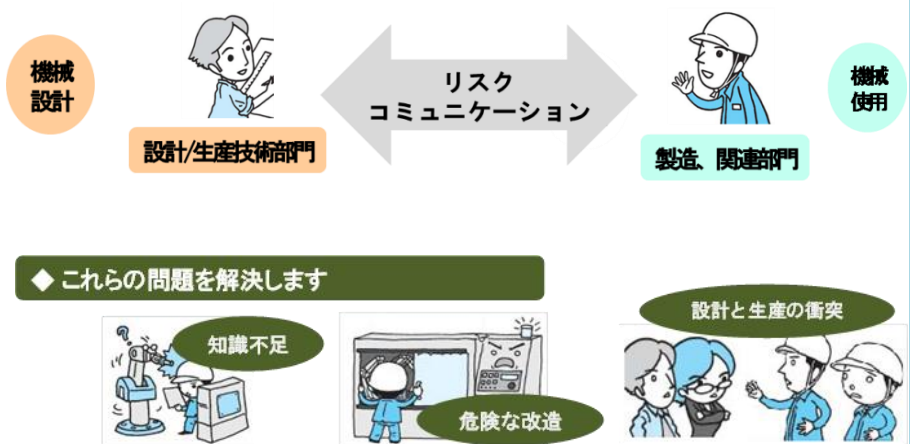 機械
設計
設計/生産技術部門
リスク
コミュニケーション
製造、関連部門
機械
使用
◆ これらの問題を解決します
?
知識不足
危険な改造
設計と生産の衝突